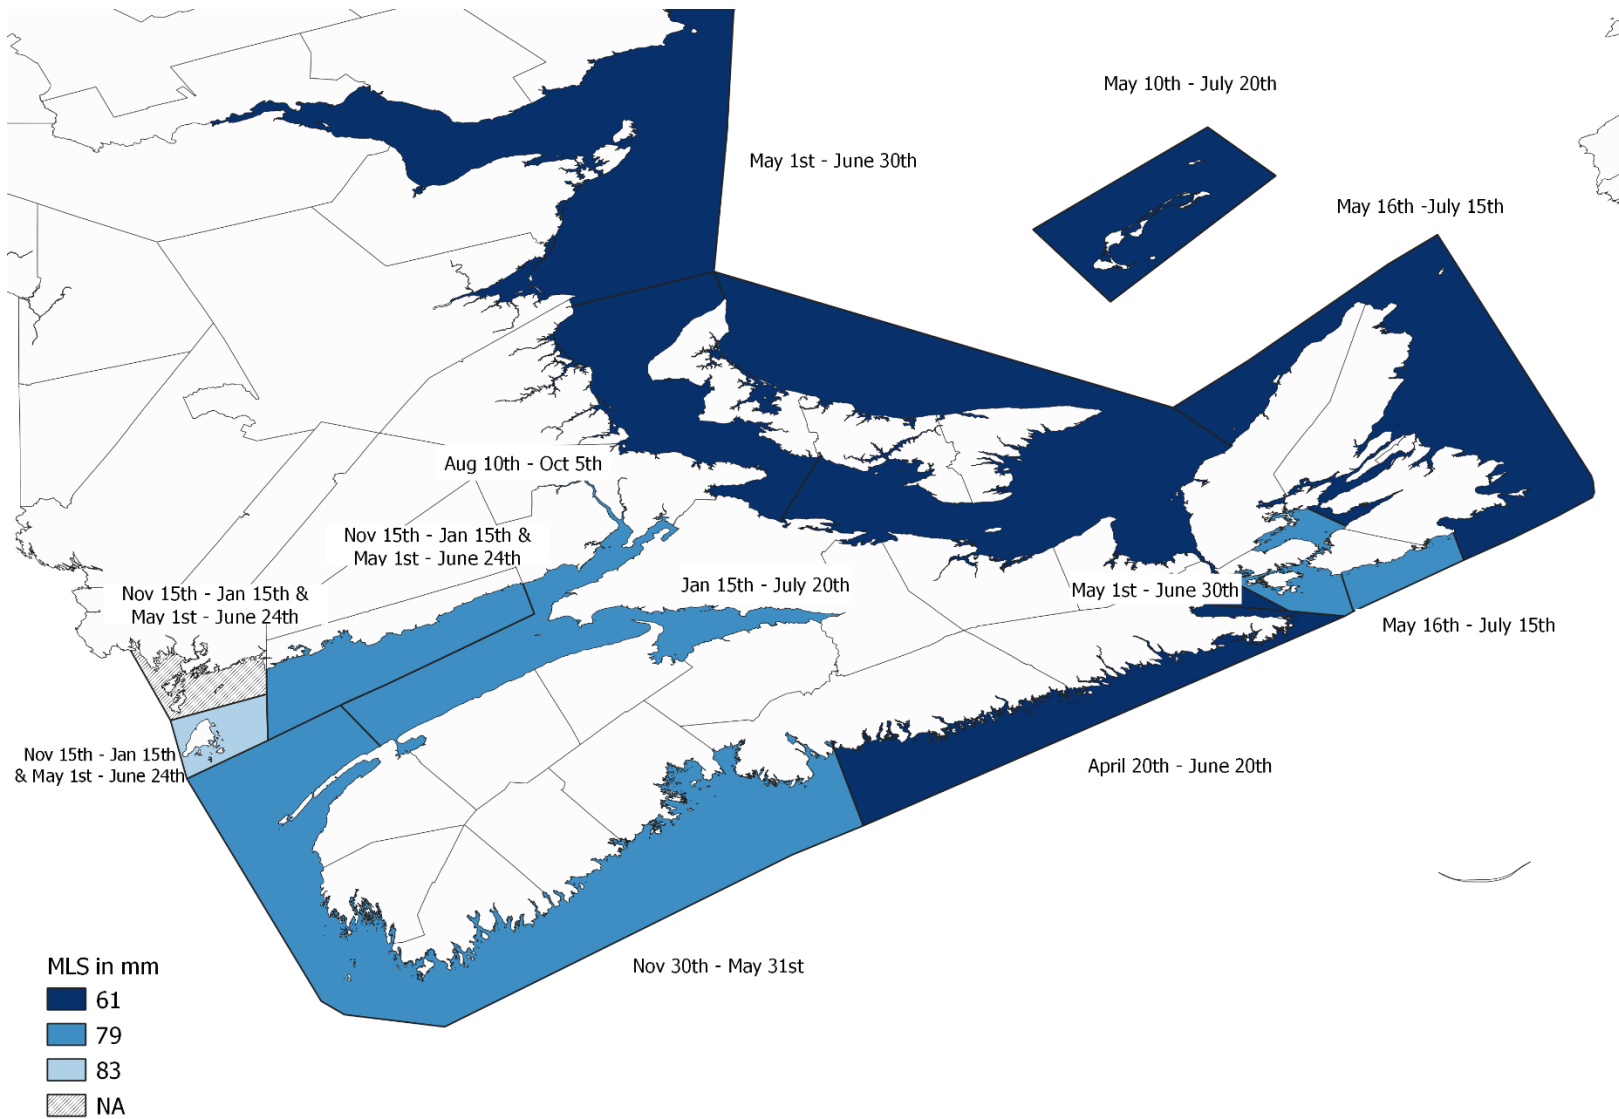 May 10th - July 20th
May 1st - June 30th
May 16th -July 15th
Aug 10th - Oct 5th
Nov 15th - Jan 15th &
May 1st - June 24th
Jan 15th - July 20th
Nov 15th - Jan 15th &
May 1st - June 24th
May 1st - June 30th
May 16th - July 15th
Nov 15th - Jan 15th
& May 1st - June 24th
April 20th - June 20th
Nov 30th - May 31st
MLS in mm
61
79
83
NA